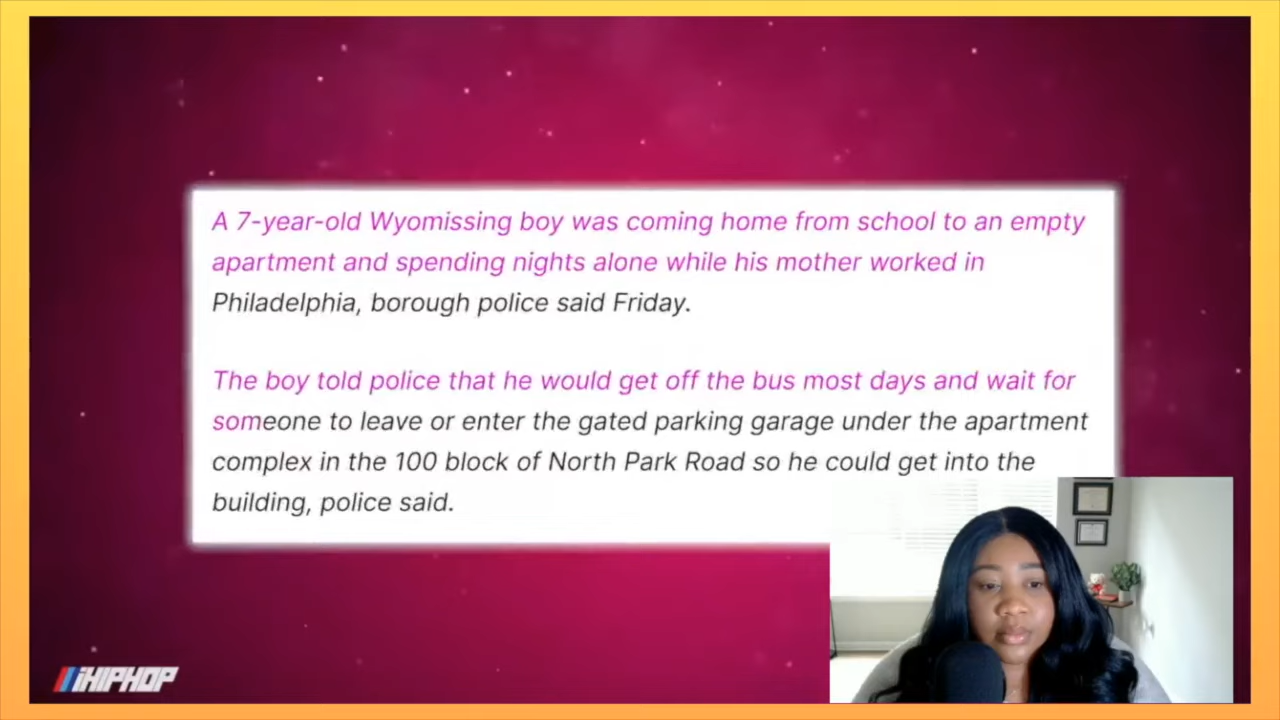 A 7-year-old Wyomissing boy was coming home from school to an empty
apartment and spending nights alone while his mother worked in
Philadelphia, borough police said Friday.
The boy told police that he would get off the bus most days and wait for
someone to leave or enter the gated parking garage under the apartment
complex in the 100 block of North Park Road so he could get into the
building, police said.
iHIPHOP